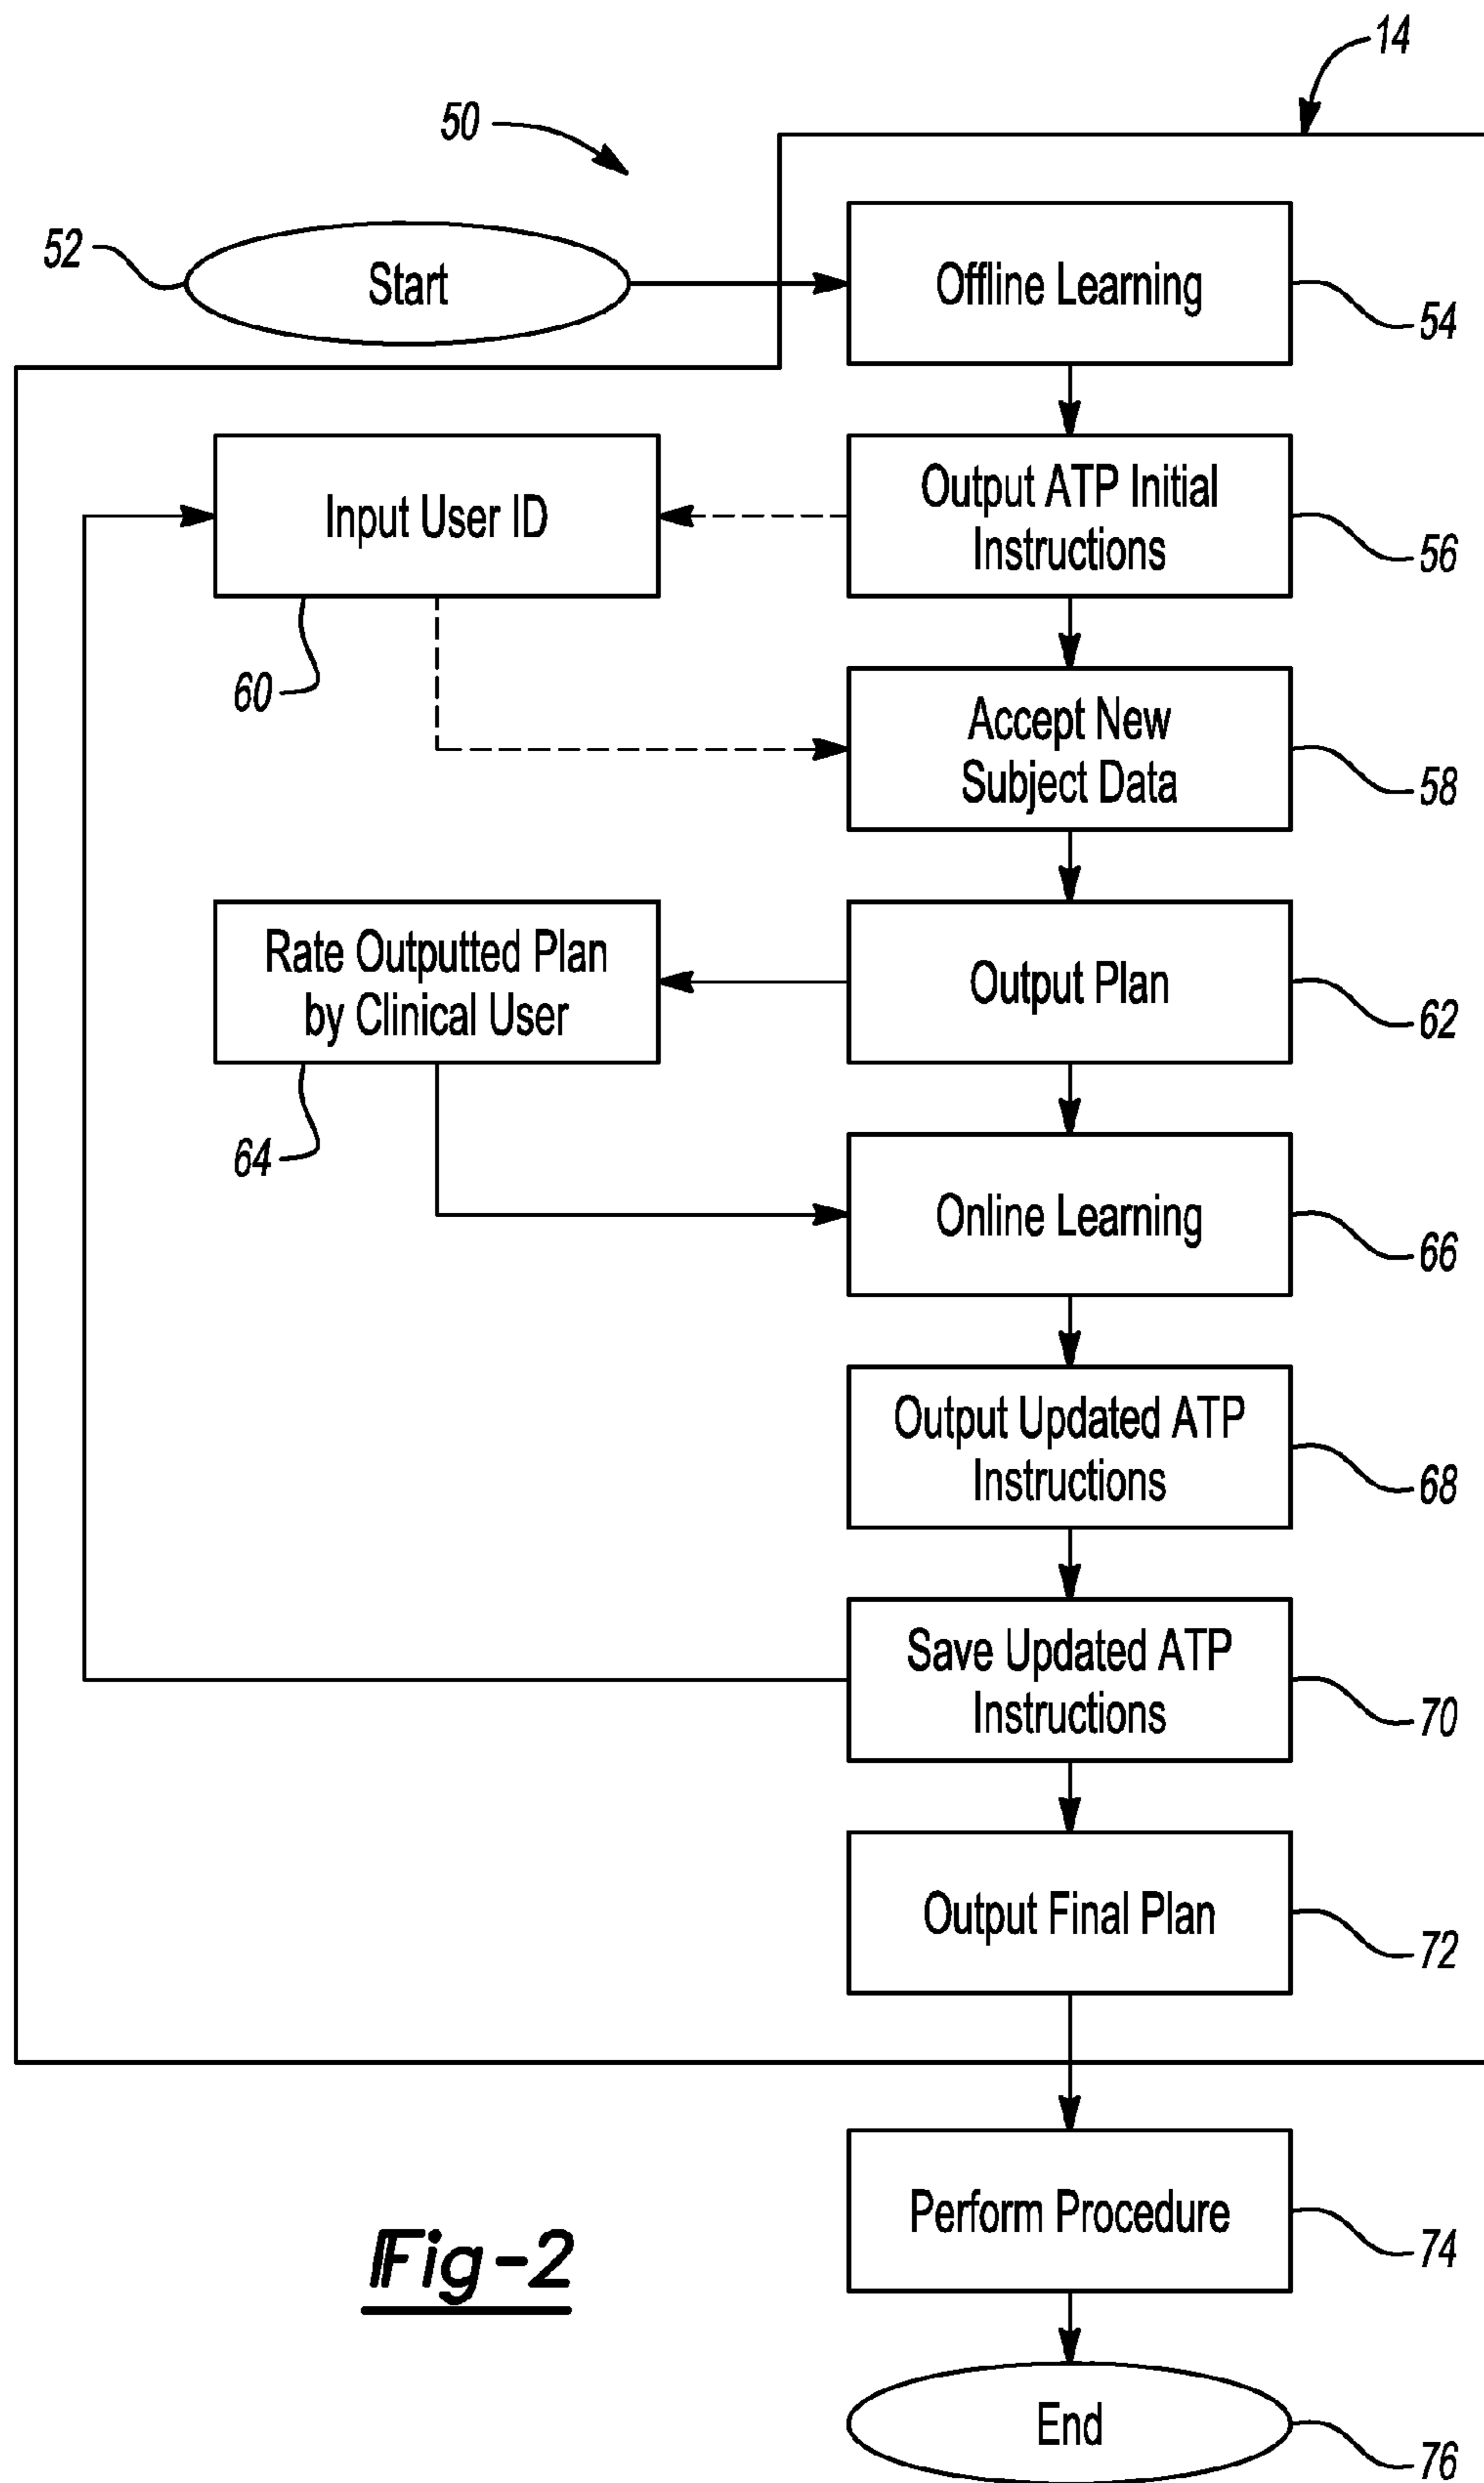 14
50
52
Start
Offline Learning
54
Input User ID
Output ATP Initial
Instructions
56
60
Accept New
Subject Data
58
Rate Outputted Plan
by Clinical User
Output Plan
62
64
Online Learning
66
Output Updated ATP
Instructions
68
Save Updated ATP
Instructions
70
Output Final Plan
72
Perform Procedure
74
Fig-2
End
76